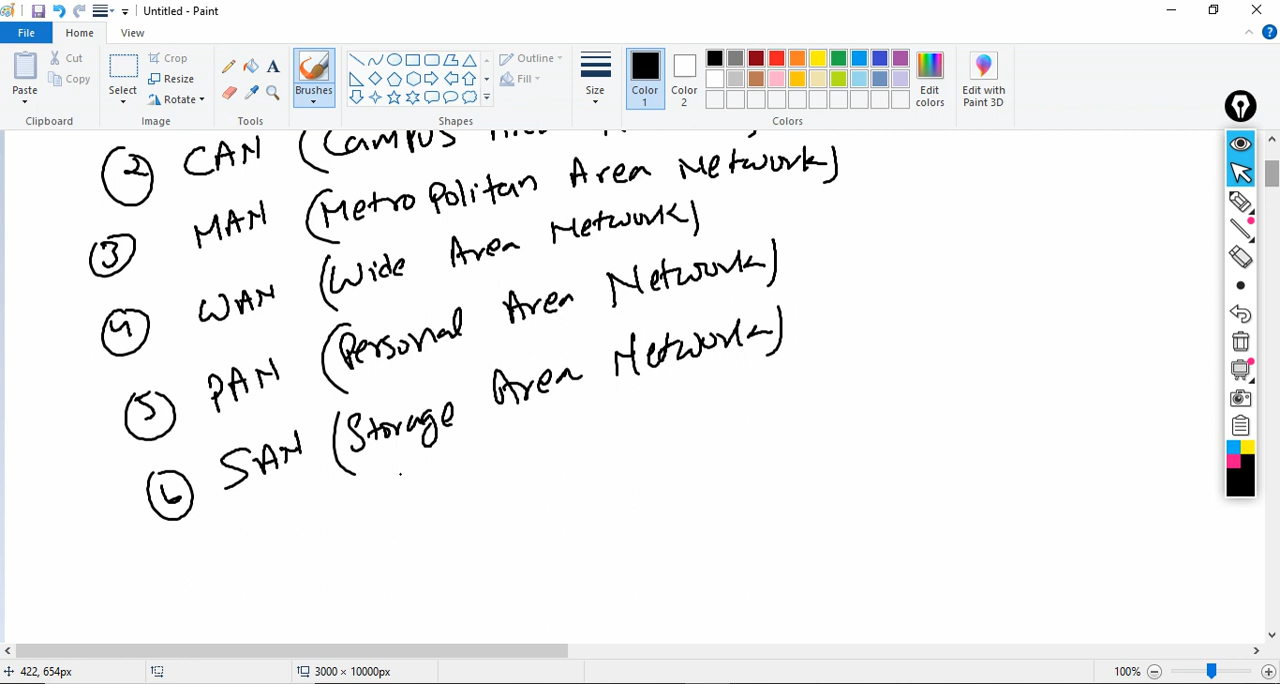 Untitled - Paint
File Home View
Paste Cut Copy Clipboard
Select Crop Resize Rotate Image
Tools
Brushes
Outline Fill Shapes
Size
Color 1 Color 2 Edit colors Edit with Paint 3D Colors
2 CAN (Campus
3 MAN (Metropolitan Area Network)
4 WAN (Wide Area Network)
5 PAN (Personal Area Network)
6 SAN (Storage Area Network)
422, 654px 3000 × 10000px 100%